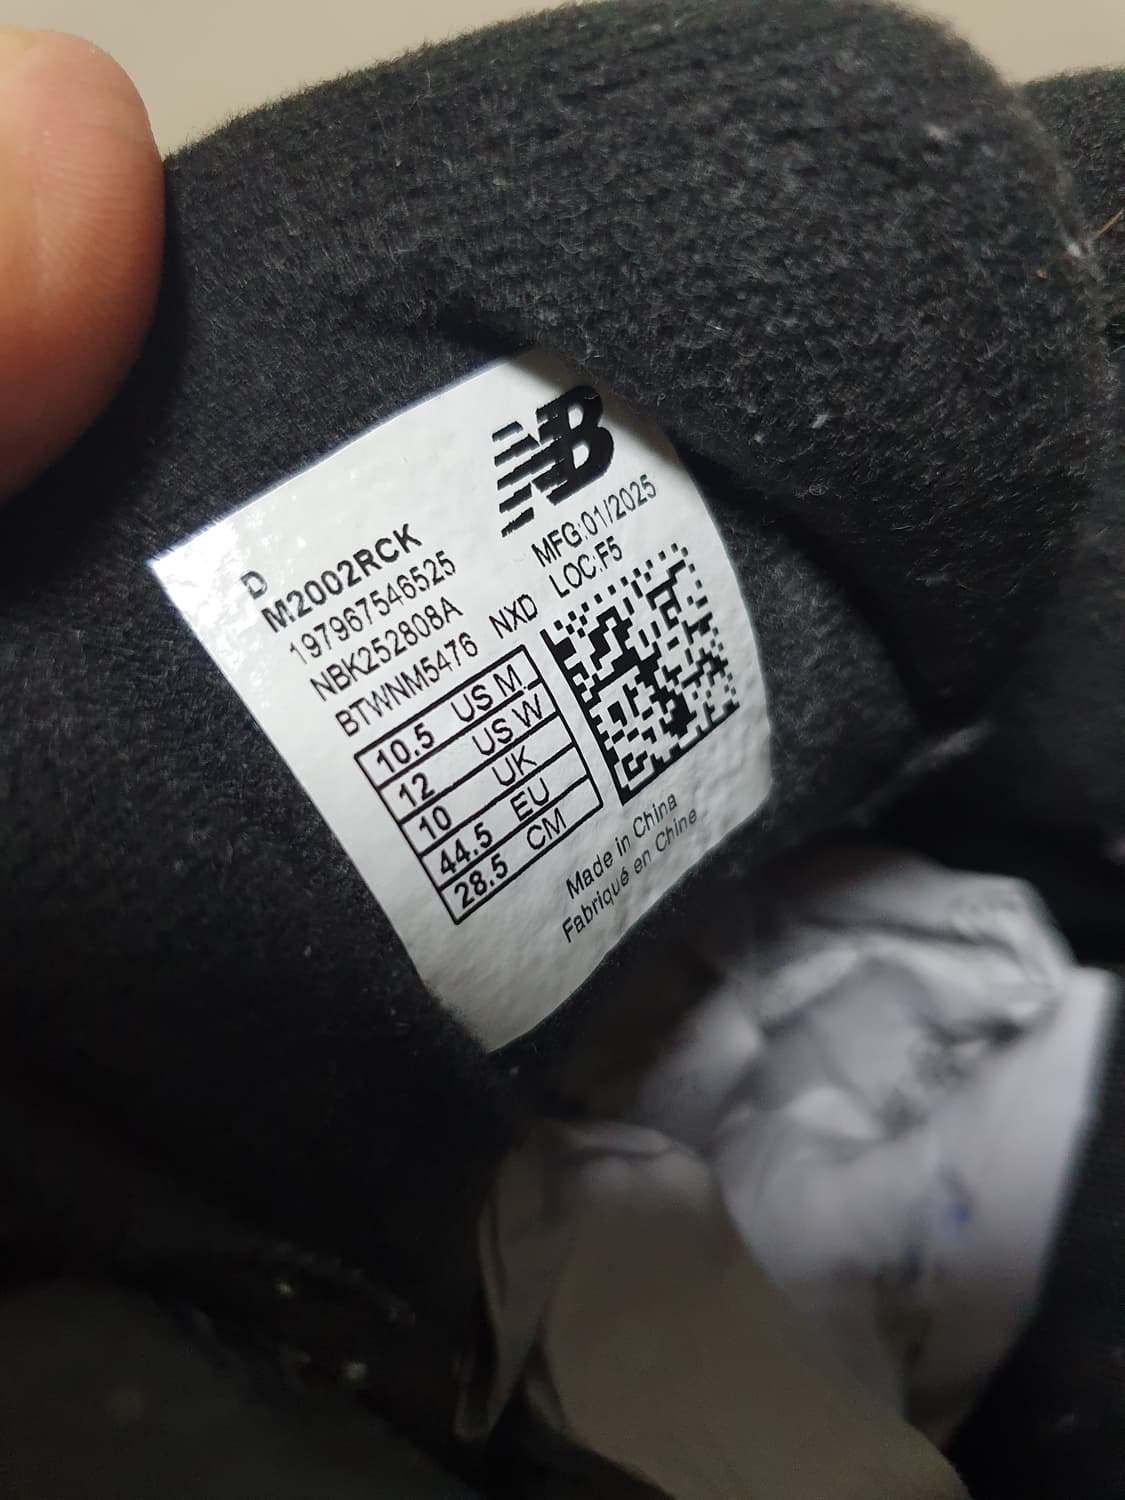 NB
D
M2002RCK
197967546525
NBK252808A
BTWNM5476 NXD
MFG:01/2025
LOC:F5
10.5 US M
12 US W
10 UK
44.5 EU
28.5 CM
Made in China
Fabriqué en Chine